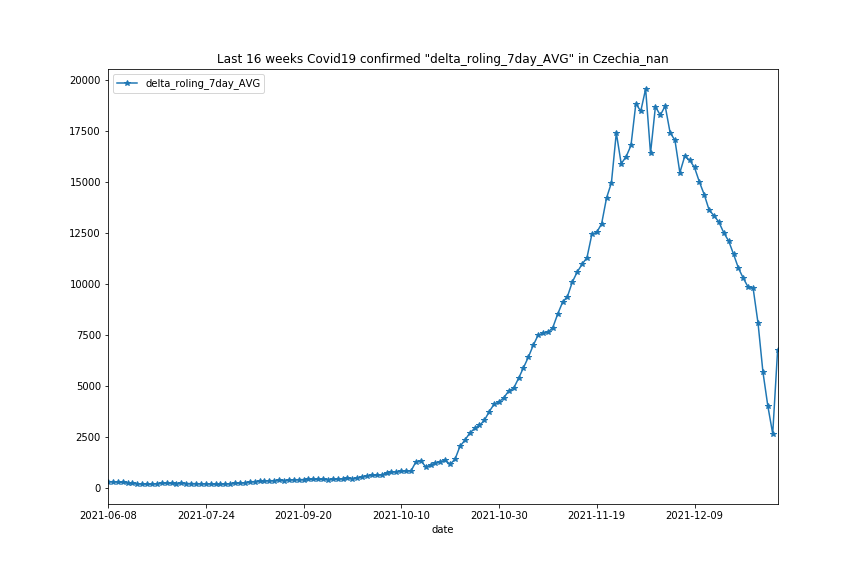 Last 16 weeks Covid19 confirmed "delta_roling_7day_AVG" in Czechia_nan
delta_roling_7day_AVG
20000
17500
15000
12500
10000
7500
5000
2500
0
2021-06-08 2021-07-24 2021-09-20 2021-10-10 2021-10-30 2021-11-19 2021-12-09
date